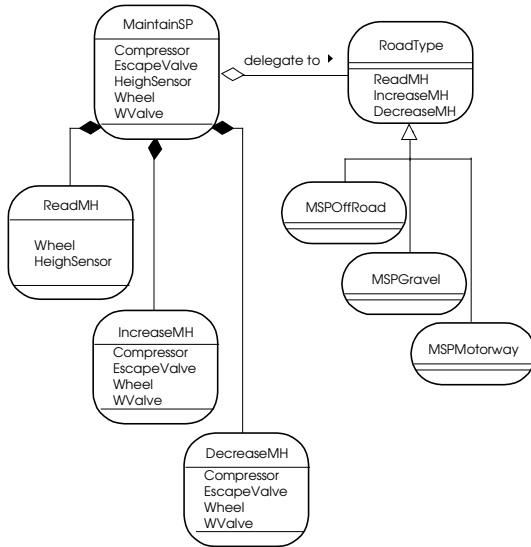 MaintainSP
Compressor
EscapeValve
HeighSensor
Wheel
WValve
delegate to
RoadType
ReadMH
IncreaseMH
DecreaseMH
ReadMH
Wheel
HeighSensor
MSPOffRoad
MSPGravel
MSPMotorway
IncreaseMH
Compressor
EscapeValve
Wheel
WValve
DecreaseMH
Compressor
EscapeValve
Wheel
WValve